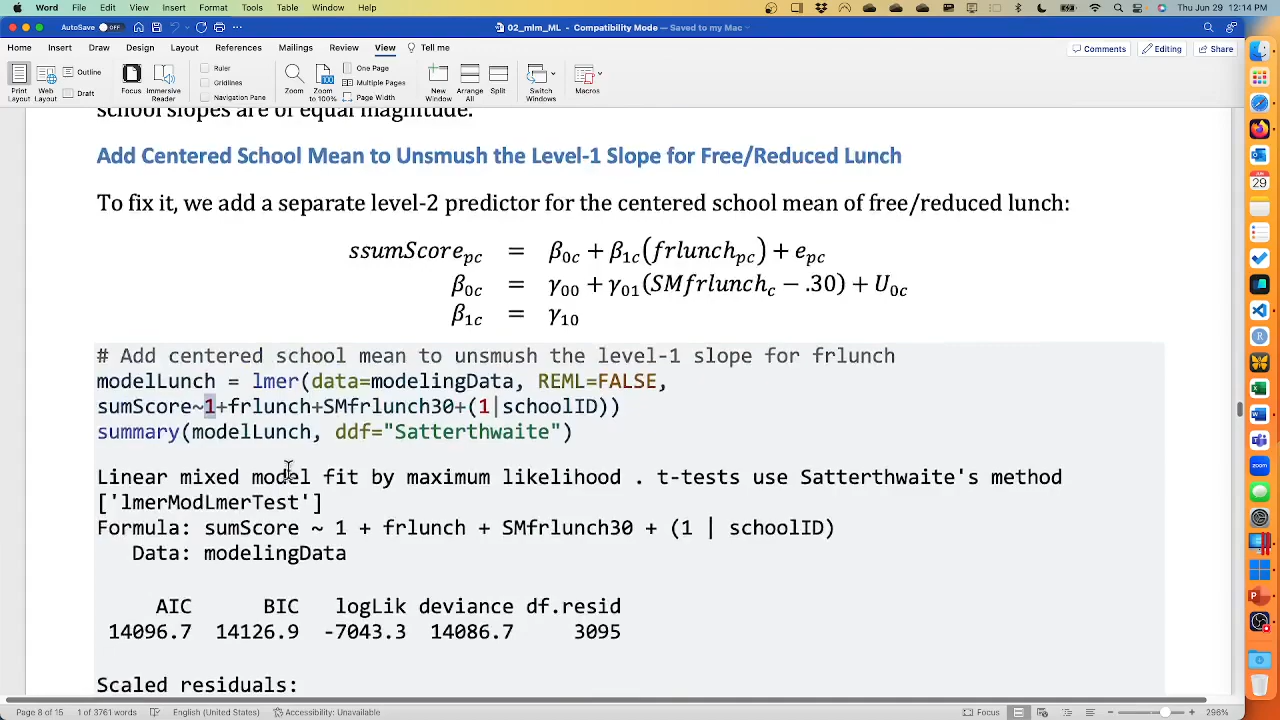 Word File Edit View Insert Format Tools Table Window Help Thu Jun 29 12:14 PM
AutoSave OFF 02_mlm_ML – Compatibility Mode — Saved to my Mac
Home Insert Draw Design Layout References Mailings Review View Tell me Comments Editing Share
Print Layout Web Layout Outline Draft Focus Immersive Reader Ruler Gridlines Navigation Pane Zoom Zoom to 100% One Page Multiple Pages Page Width New Window Arrange All Split Switch Windows Macros
school slopes are of equal magnitude.
Add Centered School Mean to Unsmush the Level-1 Slope for Free/Reduced Lunch
To fix it, we add a separate level-2 predictor for the centered school mean of free/reduced lunch:
ssumScore_pc = β_0c + β_1c(frlunch_pc) + e_pc
β_0c = γ_00 + γ_01(SMfrlunch_c − .30) + U_0c
β_1c = γ_10
# Add centered school mean to unsmush the level-1 slope for frlunch
modelLunch = lmer(data=modelingData, REML=FALSE,
sumScore~1+frlunch+SMfrlunch30+(1|schoolID))
summary(modelLunch, ddf="Satterthwaite")
Linear mixed model fit by maximum likelihood . t-tests use Satterthwaite's method
['lmerModLmerTest']
Formula: sumScore ~ 1 + frlunch + SMfrlunch30 + (1 | schoolID)
Data: modelingData
AIC BIC logLik deviance df.resid
14096.7 14126.9 -7043.3 14086.7 3095
Scaled residuals:
Page 8 of 15 1 of 3761 words English (United States) Accessibility: Unavailable Focus 296%